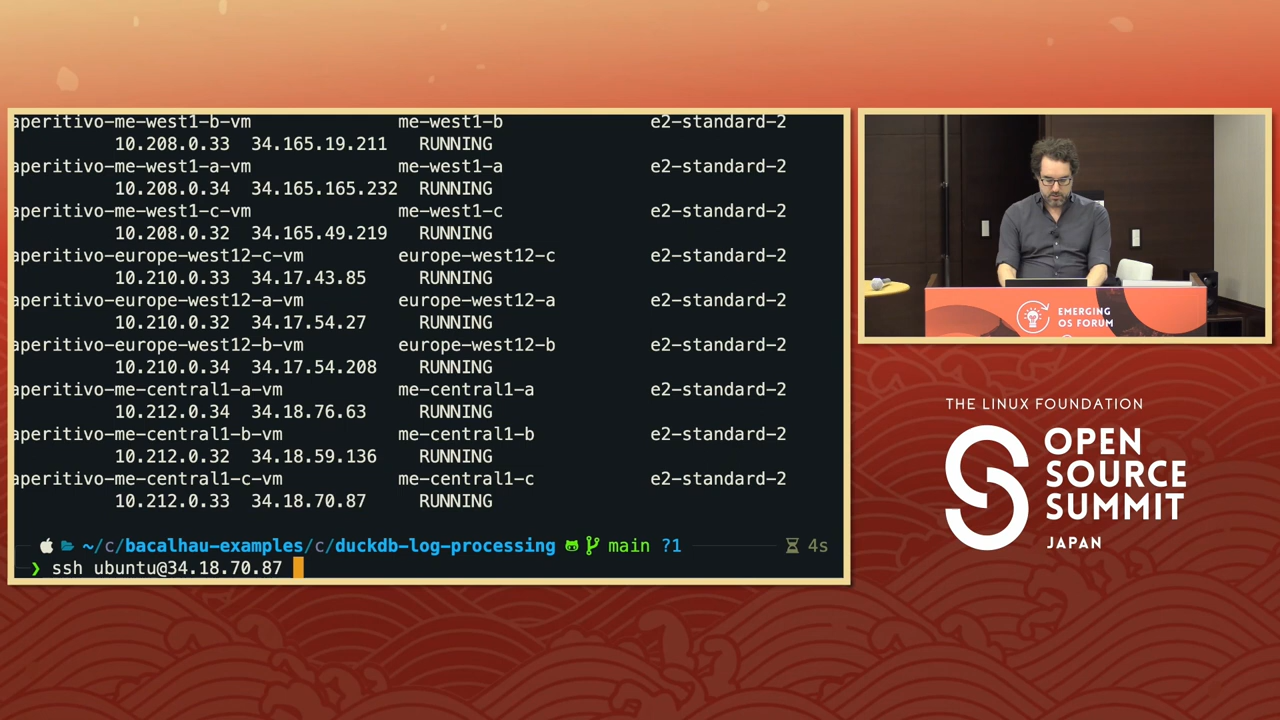 aperitivo-me-west1-b-vm me-west1-b e2-standard-2
10.208.0.33 34.165.19.211 RUNNING
aperitivo-me-west1-a-vm me-west1-a e2-standard-2
10.208.0.34 34.165.165.232 RUNNING
aperitivo-me-west1-c-vm me-west1-c e2-standard-2
10.208.0.32 34.165.49.219 RUNNING
aperitivo-europe-west12-c-vm europe-west12-c e2-standard-2
10.210.0.33 34.17.43.85 RUNNING
aperitivo-europe-west12-a-vm europe-west12-a e2-standard-2
10.210.0.32 34.17.54.27 RUNNING
aperitivo-europe-west12-b-vm europe-west12-b e2-standard-2
10.210.0.34 34.17.54.208 RUNNING
aperitivo-me-central1-a-vm me-central1-a e2-standard-2
10.212.0.34 34.18.76.63 RUNNING
aperitivo-me-central1-b-vm me-central1-b e2-standard-2
10.212.0.32 34.18.59.136 RUNNING
aperitivo-me-central1-c-vm me-central1-c e2-standard-2
10.212.0.33 34.18.70.87 RUNNING
~/c/bacalhau-examples/c/duckdb-log-processing main ?1 4s
❯ ssh ubuntu@34.18.70.87
EMERGING
OS FORUM
THE LINUX FOUNDATION
OPEN
SOURCE
SUMMIT
JAPAN